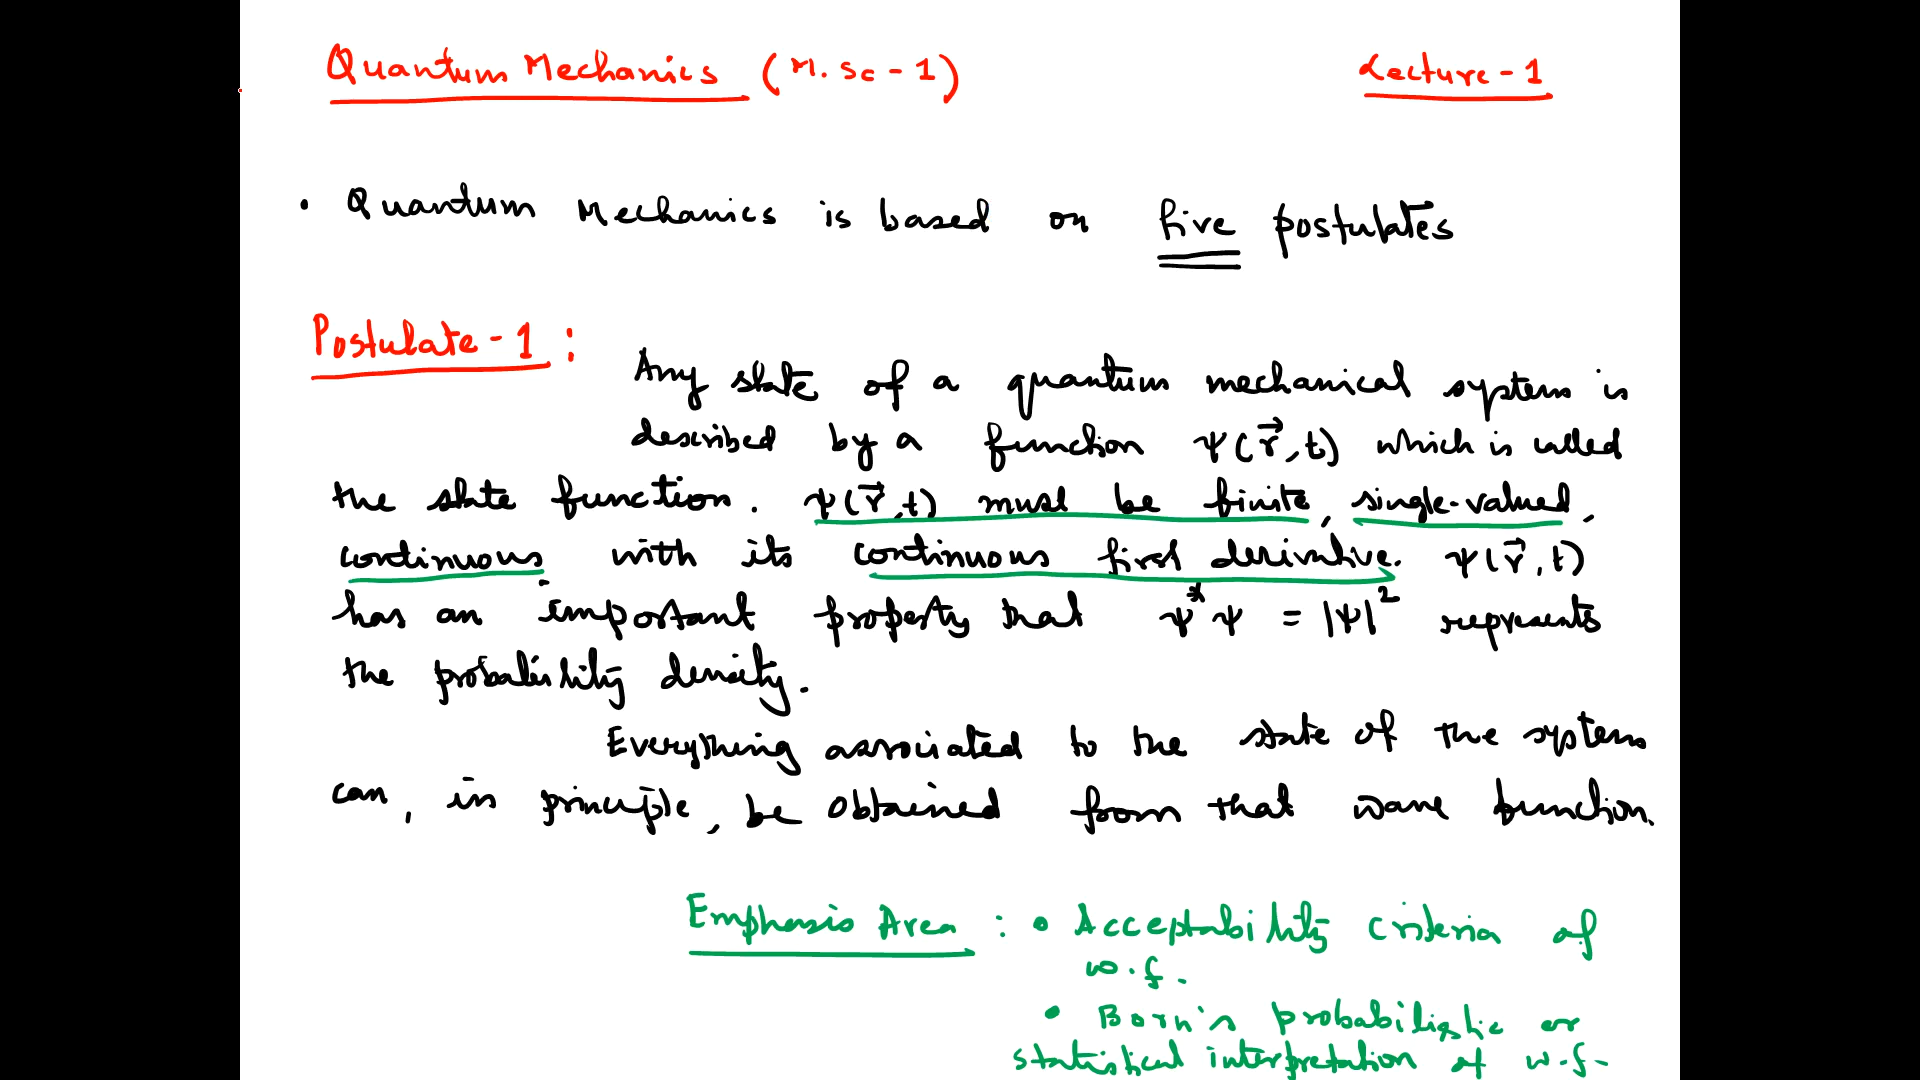 Quantum Mechanics (M.Sc-1) Lecture-1
• Quantum Mechanics is based on five postulates
Postulate-1 :
Any state of a quantum mechanical system is
described by a function Ψ(r⃗,t) which is called
the state function. Ψ(r⃗,t) must be finite, single-valued,
continuous with its continuous first derivative. Ψ(r⃗,t)
has an important property that Ψ*Ψ = |Ψ|² represents
the probability density.
Everything associated to the state of the system
can, in principle, be obtained from that wave function.
Emphasis Area : • Acceptability criteria of
w.f.
• Born's probabilistic or
statistical interpretation of w.f.